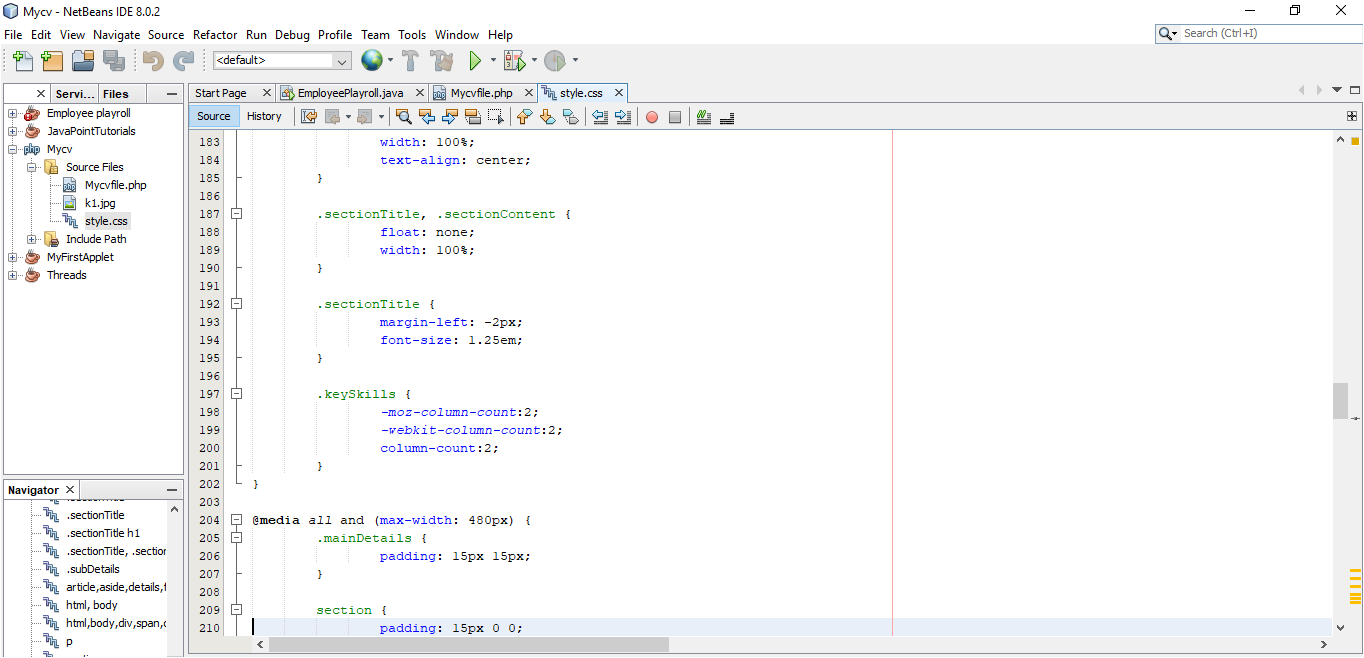 Mycv - NetBeans IDE 8.0.2
File Edit View Navigate Source Refactor Run Debug Profile Team Tools Window Help
Search (Ctrl+I)
<default>
Servi... Files
Start Page EmployeePlayroll.java Mycvfile.php style.css
Source History
Employee playroll
JavaPointTutorials
Mycv
Source Files
Mycvfile.php
k1.jpg
style.css
Include Path
MyFirstApplet
Threads
183 width: 100%;
184 text-align: center;
185 }
186
187 .sectionTitle, .sectionContent {
188 float: none;
189 width: 100%;
190 }
191
192 .sectionTitle {
193 margin-left: -2px;
194 font-size: 1.25em;
195 }
196
197 .keySkills {
198 -moz-column-count:2;
199 -webkit-column-count:2;
200 column-count:2;
201 }
202 }
203
204 @media all and (max-width: 480px) {
205 .mainDetails {
206 padding: 15px 15px;
207 }
208
209 section {
210 padding: 15px 0 0;
Navigator
.sectionTitle
.sectionTitle h1
.sectionTitle, .section
.subDetails
article,aside,details,f
html, body
html,body,div,span,
p